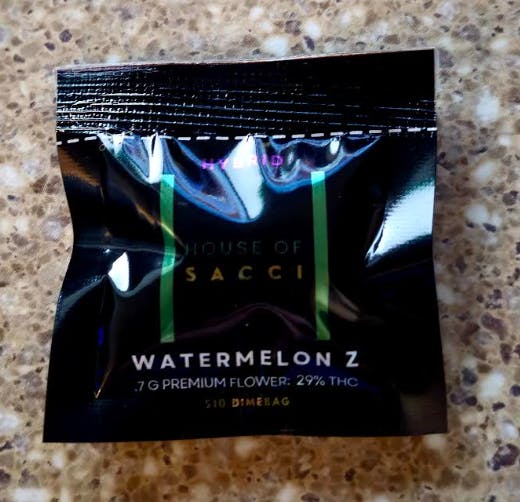 HYBRID
HOUSE OF
SACCI
WATERMELON Z
.7 G PREMIUM FLOWER: 29% THC
$10 DIMEBAG